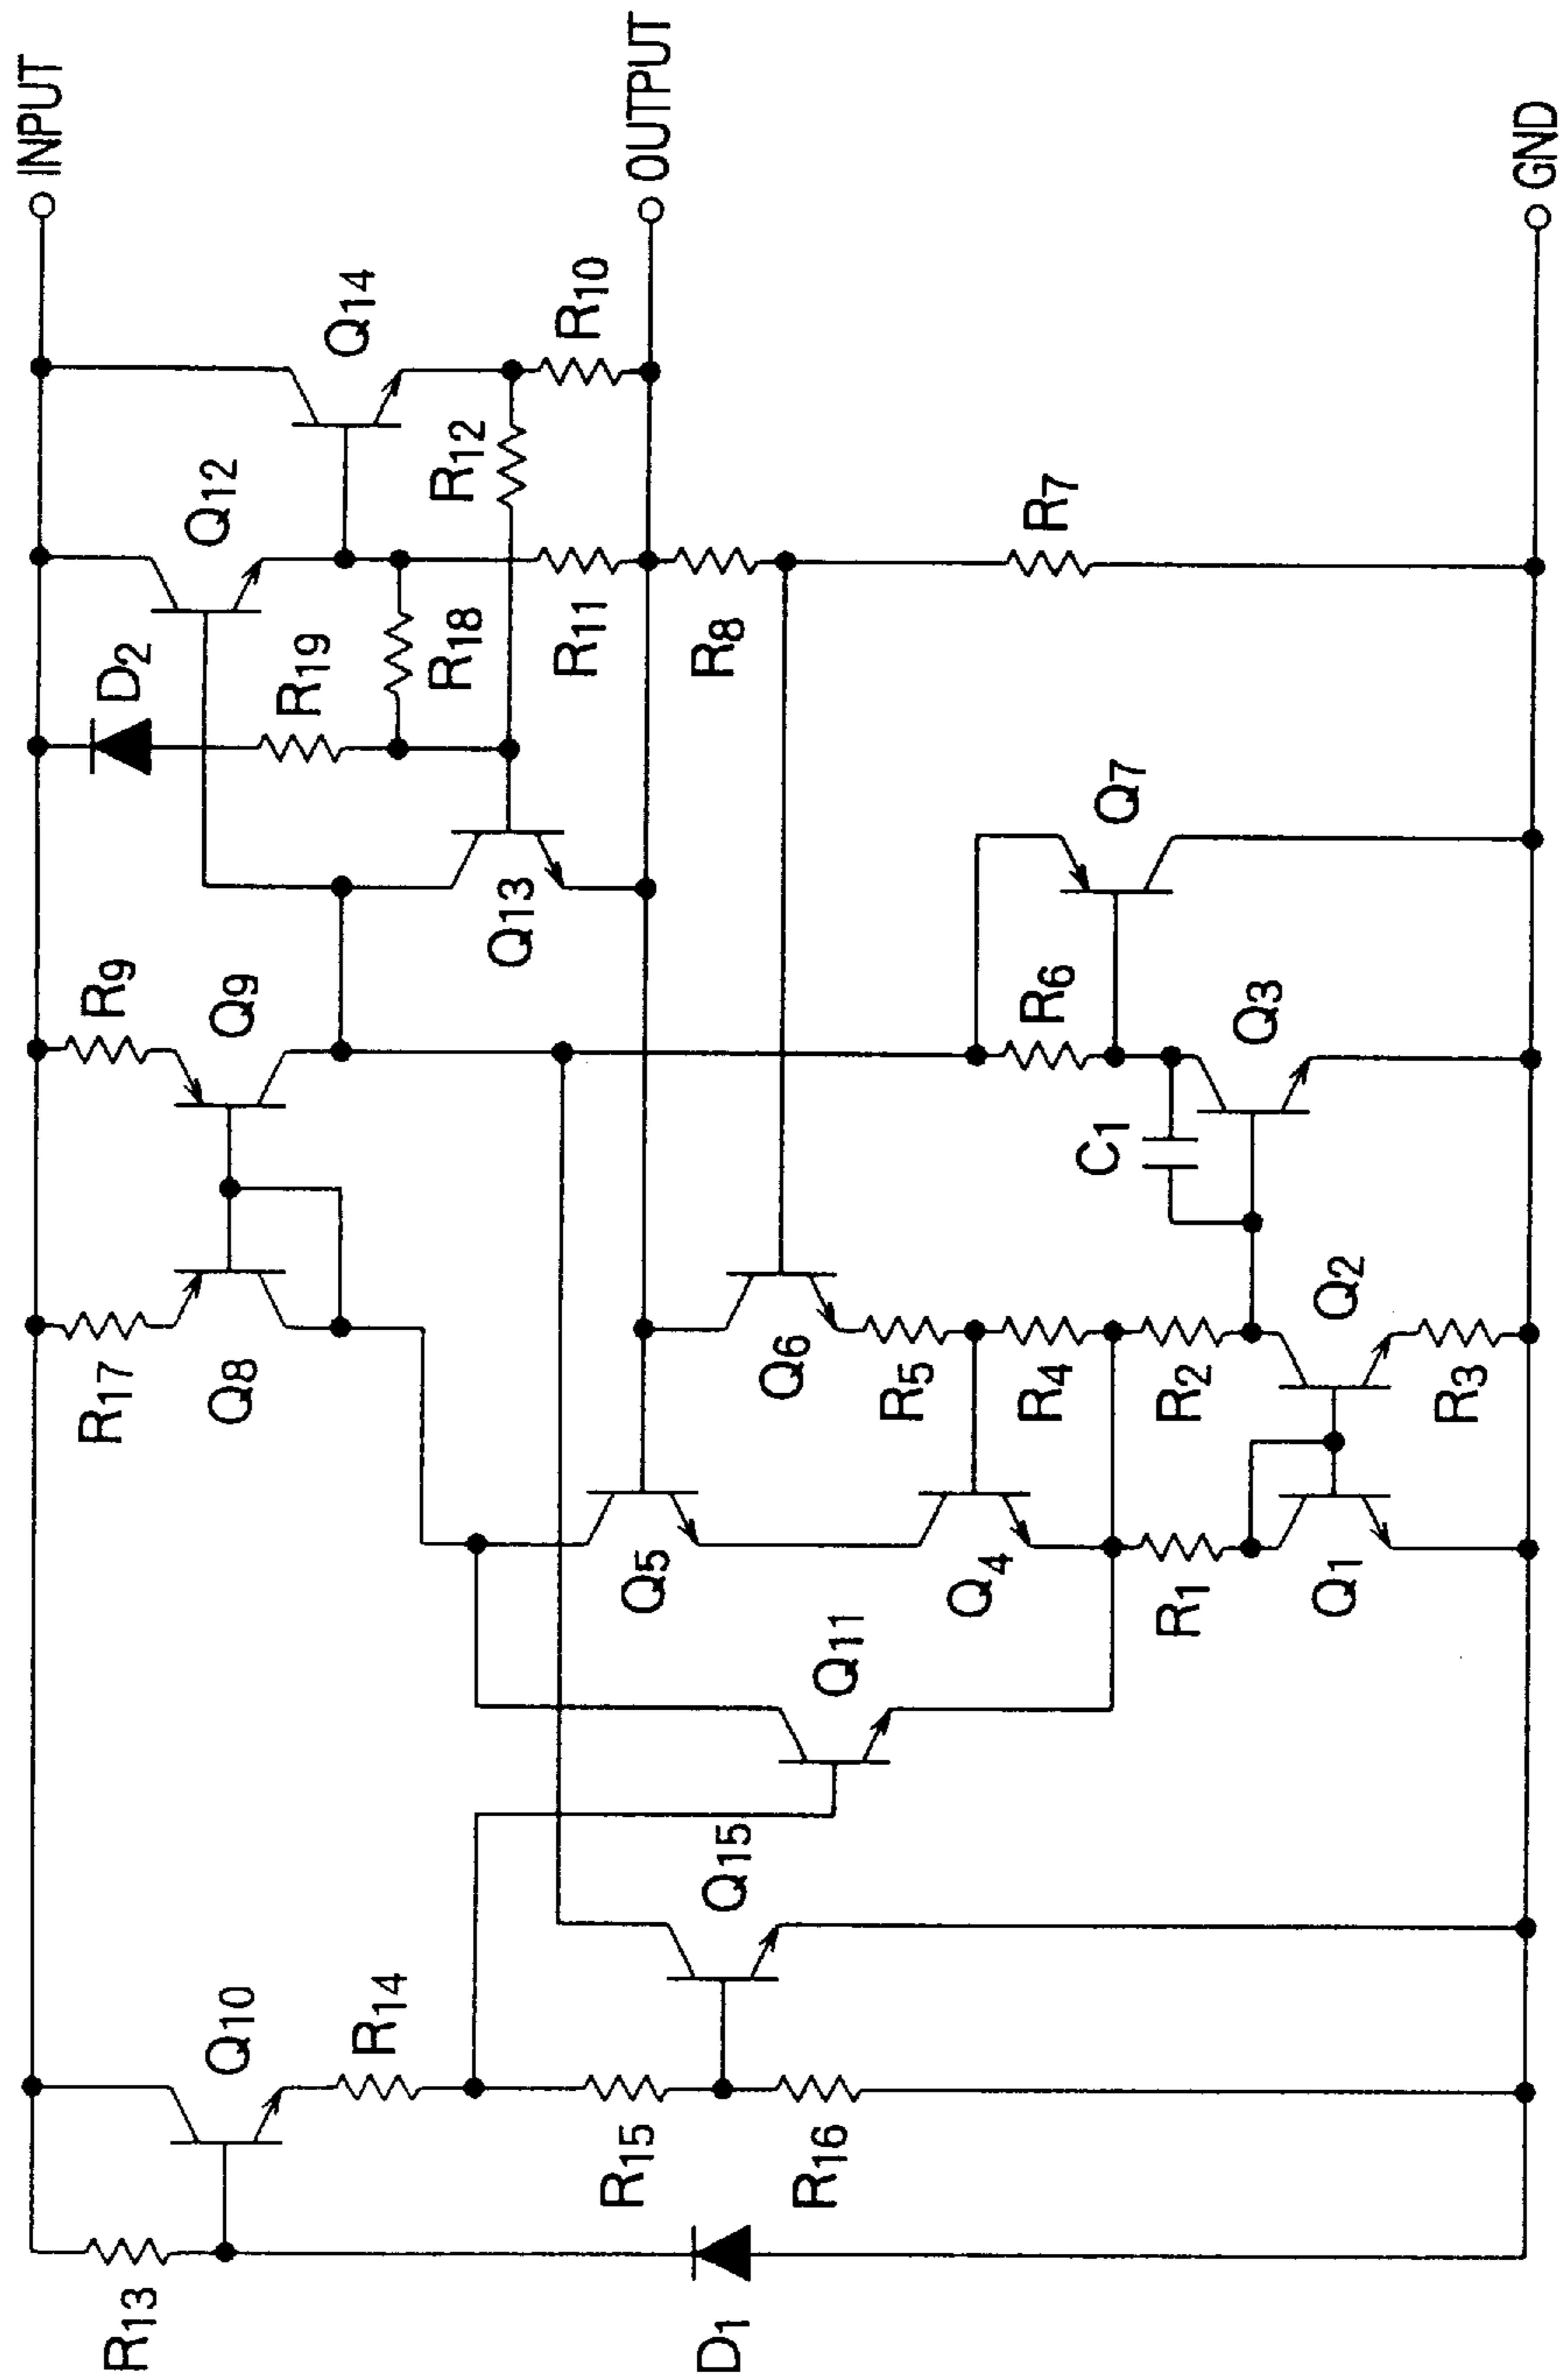 INPUT
OUTPUT
GND
R13
D1
Q10
R14
R15
R16
Q15
Q11
R17
Q8
Q5
Q4
R1
Q1
Q6
R5
R4
R2
Q2
R3
R9
Q9
C1
R6
Q3
Q7
Q13
D2
R19
R18
R11
R8
R7
Q12
R12
Q14
R10